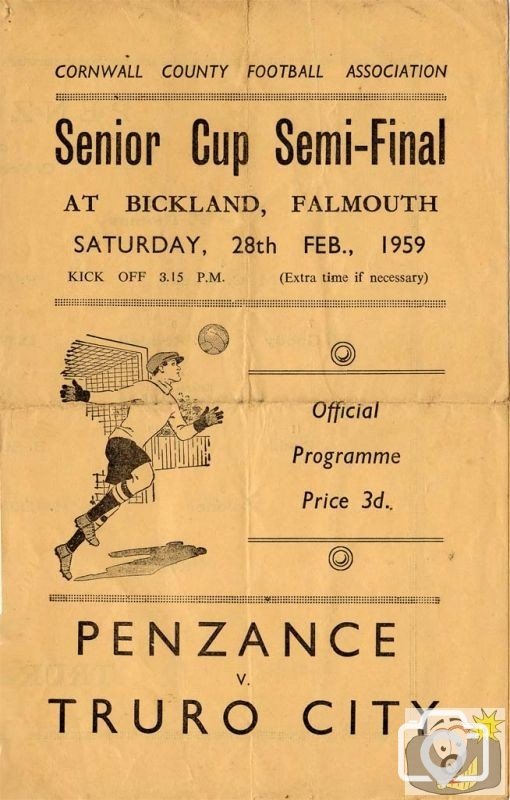 CORNWALL COUNTY FOOTBALL ASSOCIATION
Senior Cup Semi-Final
AT BICKLAND, FALMOUTH
SATURDAY, 28th FEB., 1959
KICK OFF 3.15 P.M. (Extra time if necessary)
Official
Programme
Price 3d.
PENZANCE
v.
TRURO CITY